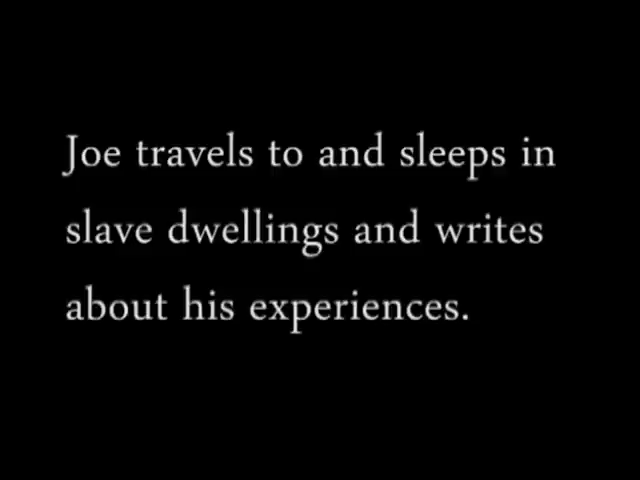 Joe travels to and sleeps in
slave dwellings and writes
about his experiences.